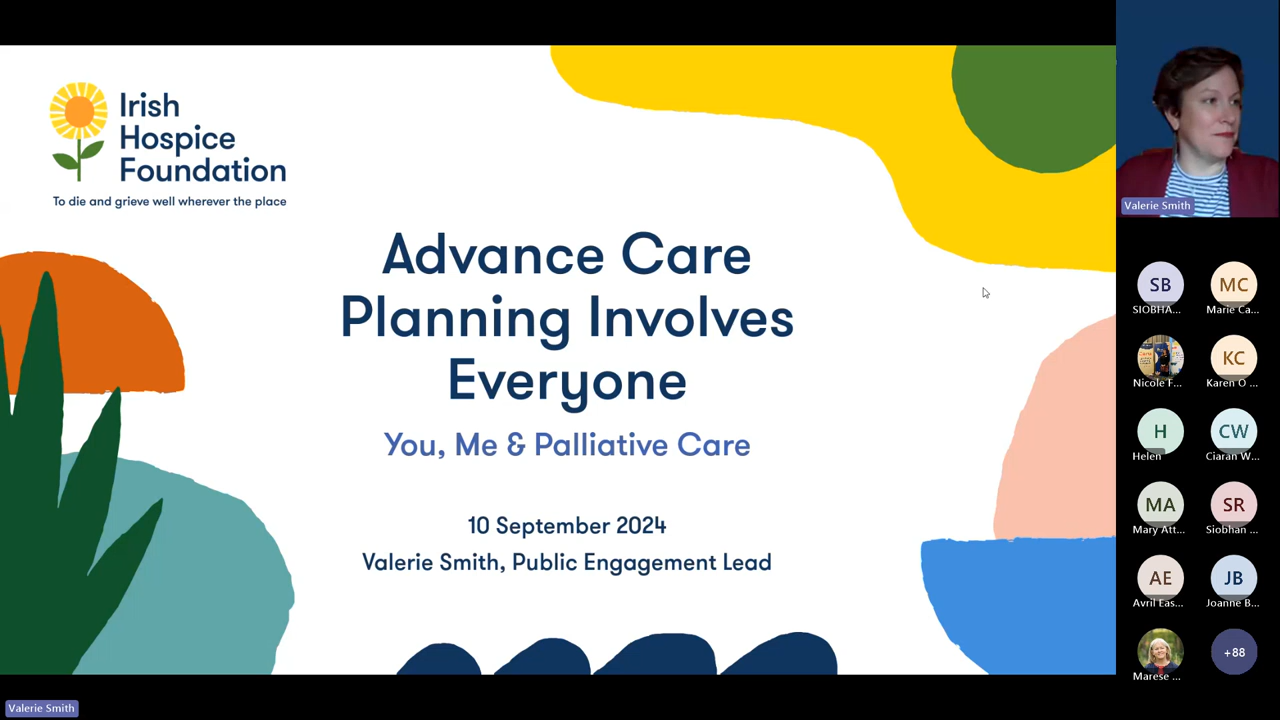 Irish
Hospice
Foundation
To die and grieve well wherever the place
Advance Care
Planning Involves
Everyone
You, Me & Palliative Care
10 September 2024
Valerie Smith, Public Engagement Lead
Valerie Smith
SB
SIOBHA...
MC
Marie Ca...
Nicole F...
KC
Karen O ...
H
Helen
CW
Ciaran W...
MA
Mary Att...
SR
Siobhan ...
AE
Avril Eas...
JB
Joanne B...
Marese ...
+88
Valerie Smith